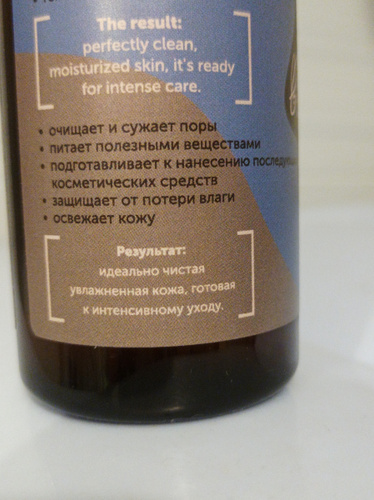 The result:
perfectly clean,
moisturized skin, it's ready
for intense care.
• очищает и сужает поры
• питает полезными веществами
• подготавливает к нанесению
косметических средств
• защищает от потери влаги
• освежает кожу
Результат:
идеально чистая
увлажненная кожа, готовая
к интенсивному уходу.